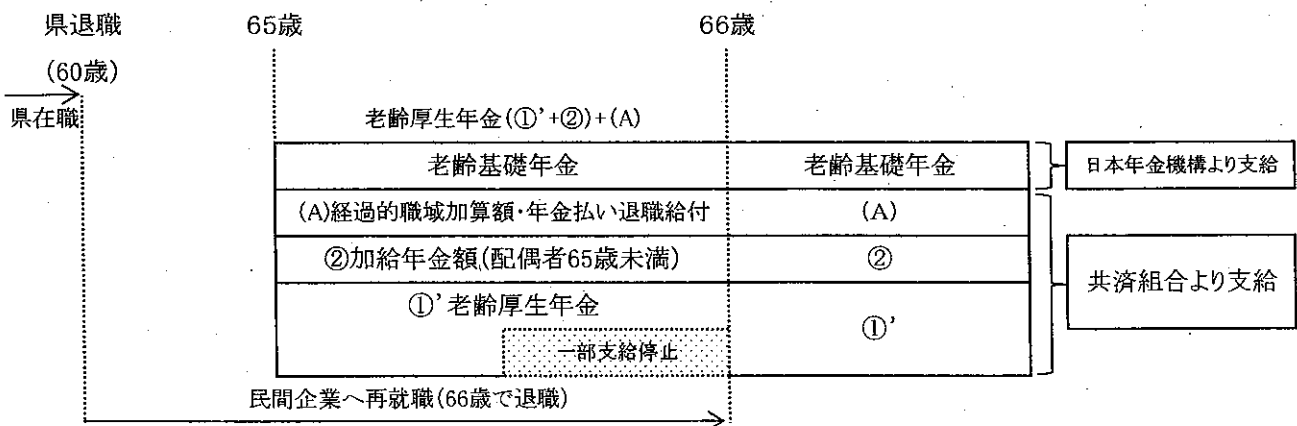 県退職
65歳
66歳
(60歳)
県在職
老齢厚生年金(①’+②)+(A)
老齢基礎年金
老齢基礎年金
日本年金機構より支給
(A)経過的職域加算額・年金払い退職給付
(A)
②加給年金額(配偶者65歳未満)
②
共済組合より支給
①’老齢厚生年金
①’
一部支給停止
民間企業へ再就職(66歳で退職)